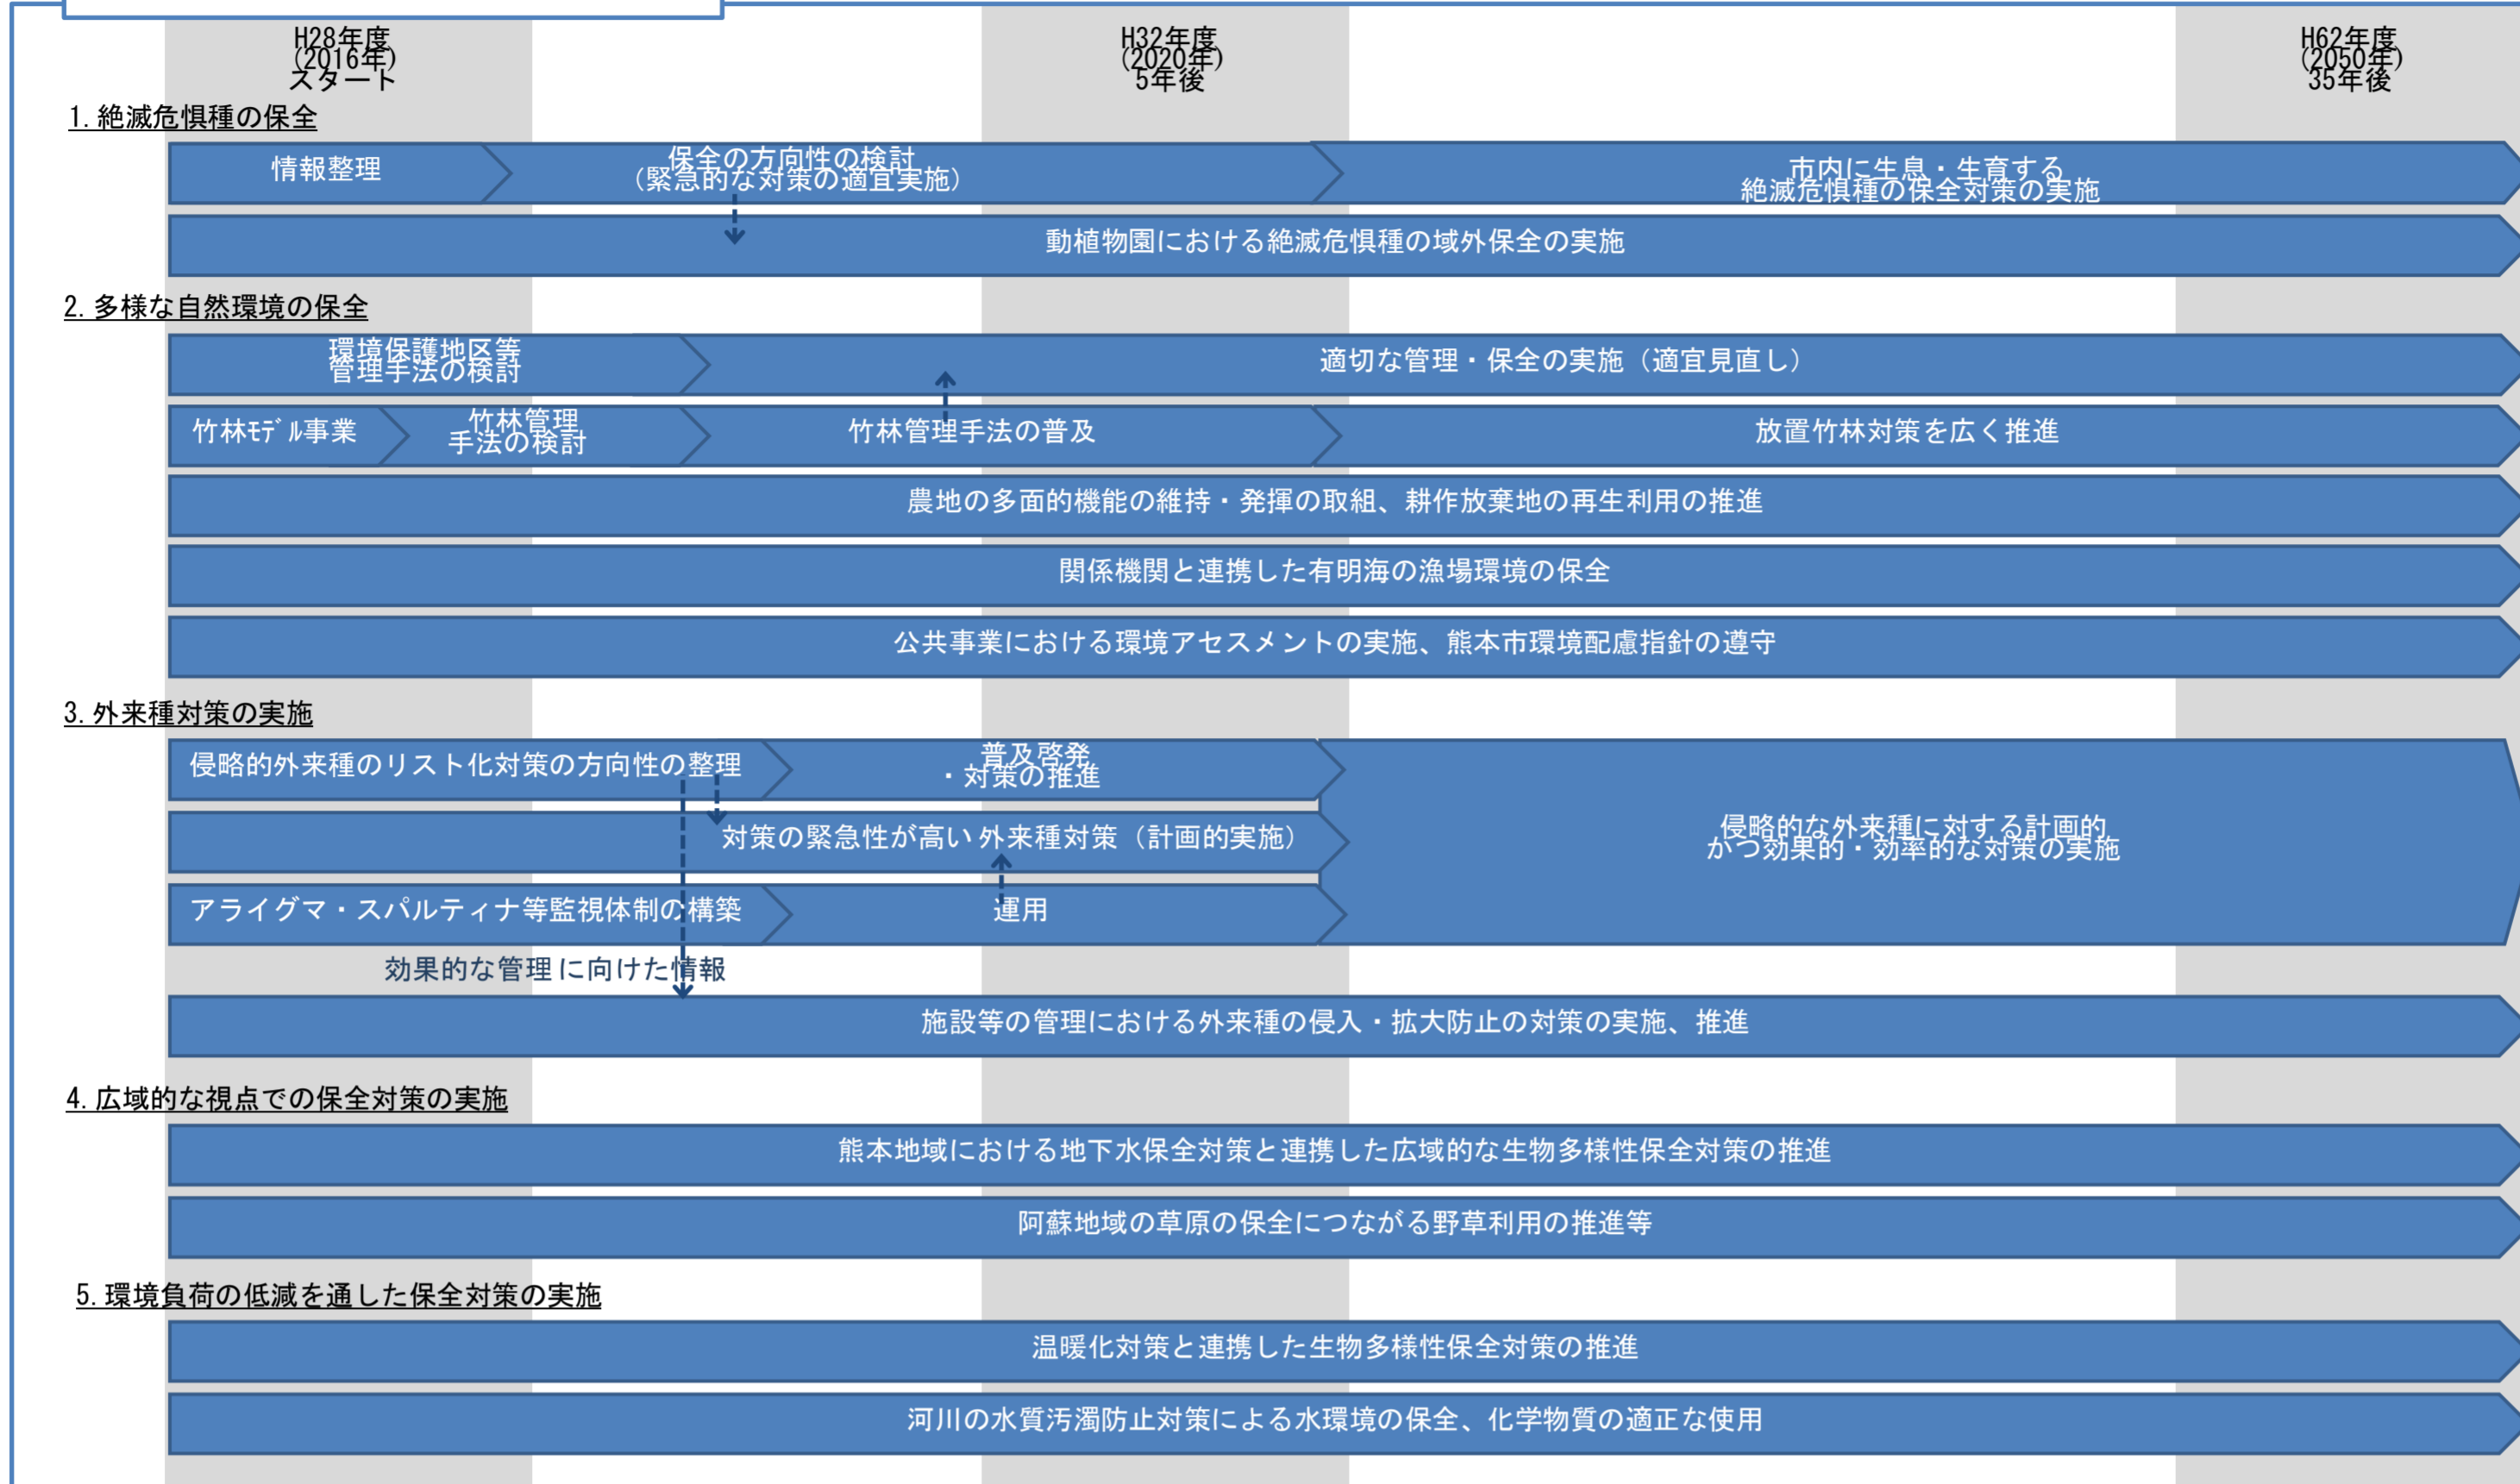 H28年度
(2016年)
スタート
H32年度
(2020年)
5年後
H62年度
(2050年)
35年後
1. 絶滅危惧種の保全
情報整理
保全の方向性の検討
（緊急的な対策の適宜実施）
市内に生息・生育する
絶滅危惧種の保全対策の実施
動植物園における絶滅危惧種の域外保全の実施
2. 多様な自然環境の保全
環境保護地区等
管理手法の検討
適切な管理・保全の実施（適宜見直し）
竹林ﾓﾃﾞﾙ事業
竹林管理
手法の検討
竹林管理手法の普及
放置竹林対策を広く推進
農地の多面的機能の維持・発揮の取組、耕作放棄地の再生利用の推進
関係機関と連携した有明海の漁場環境の保全
公共事業における環境アセスメントの実施、熊本市環境配慮指針の遵守
3. 外来種対策の実施
侵略的外来種のリスト化対策の方向性の整理
普及啓発
・対策の推進
対策の緊急性が高い外来種対策（計画的実施）
侵略的な外来種に対する計画的
かつ効果的・効率的な対策の実施
アライグマ・スパルティナ等監視体制の構築
運用
効果的な管理に向けた情報
施設等の管理における外来種の侵入・拡大防止の対策の実施、推進
4. 広域的な視点での保全対策の実施
熊本地域における地下水保全対策と連携した広域的な生物多様性保全対策の推進
阿蘇地域の草原の保全につながる野草利用の推進等
5. 環境負荷の低減を通した保全対策の実施
温暖化対策と連携した生物多様性保全対策の推進
河川の水質汚濁防止対策による水環境の保全、化学物質の適正な使用